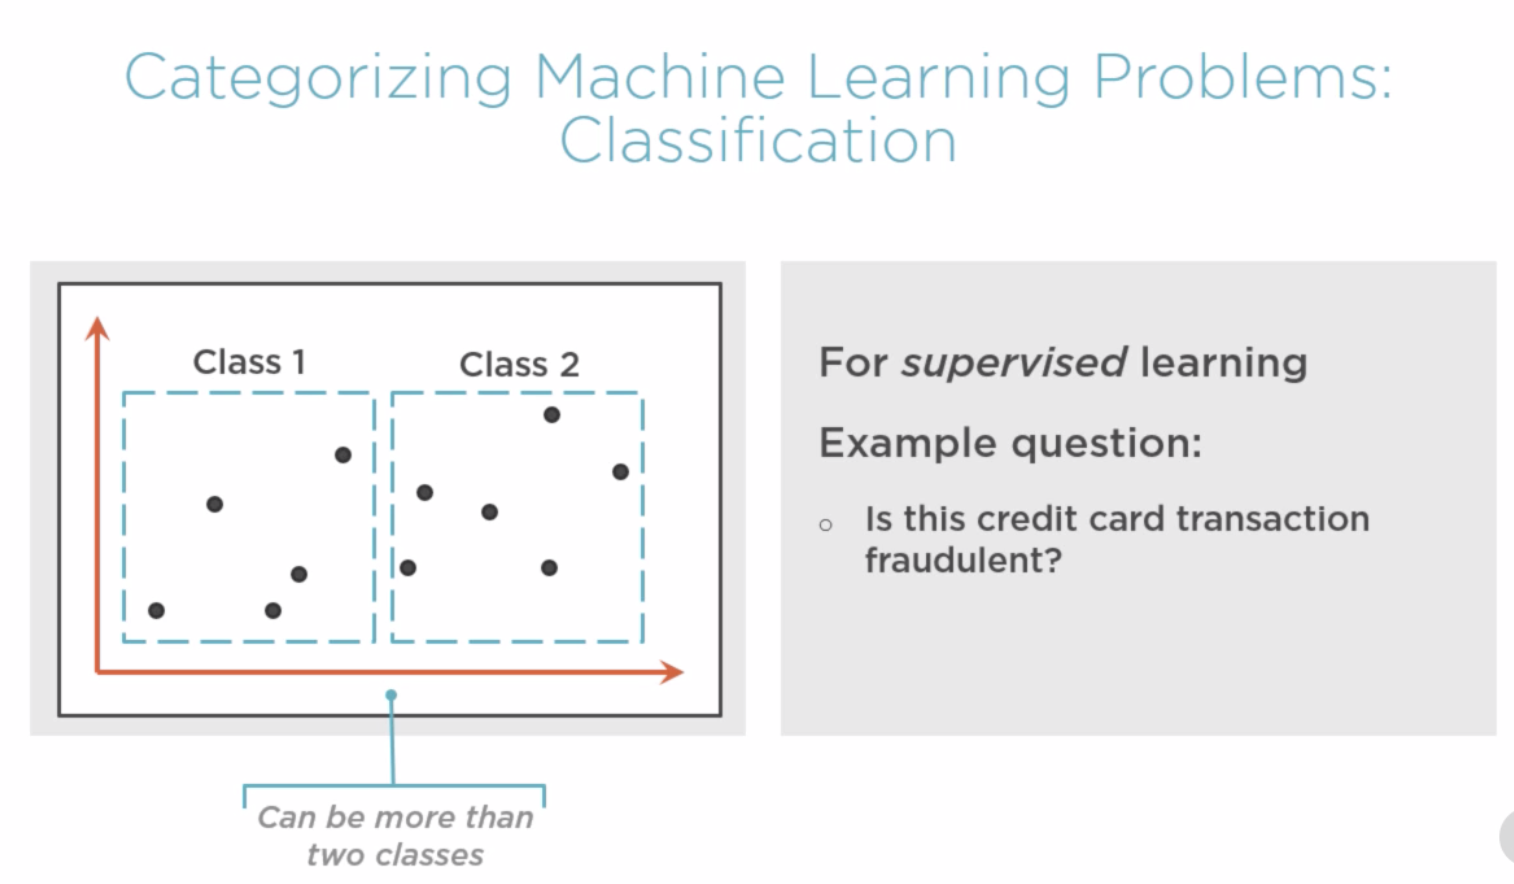 Categorizing Machine Learning Problems:
Classification
Class 1
Class 2
Can be more than
two classes
For supervised learning
Example question:
○ Is this credit card transaction
fraudulent?